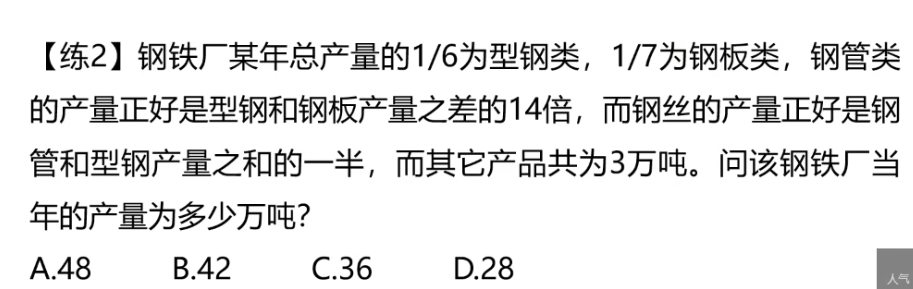 【练2】钢铁厂某年总产量的1/6为型钢类，1/7为钢板类，钢管类
的产量正好是型钢和钢板产量之差的14倍，而钢丝的产量正好是钢
管和型钢产量之和的一半，而其它产品共为3万吨。问该钢铁厂当
年的产量为多少万吨?
A.48 B.42 C.36 D.28
人气